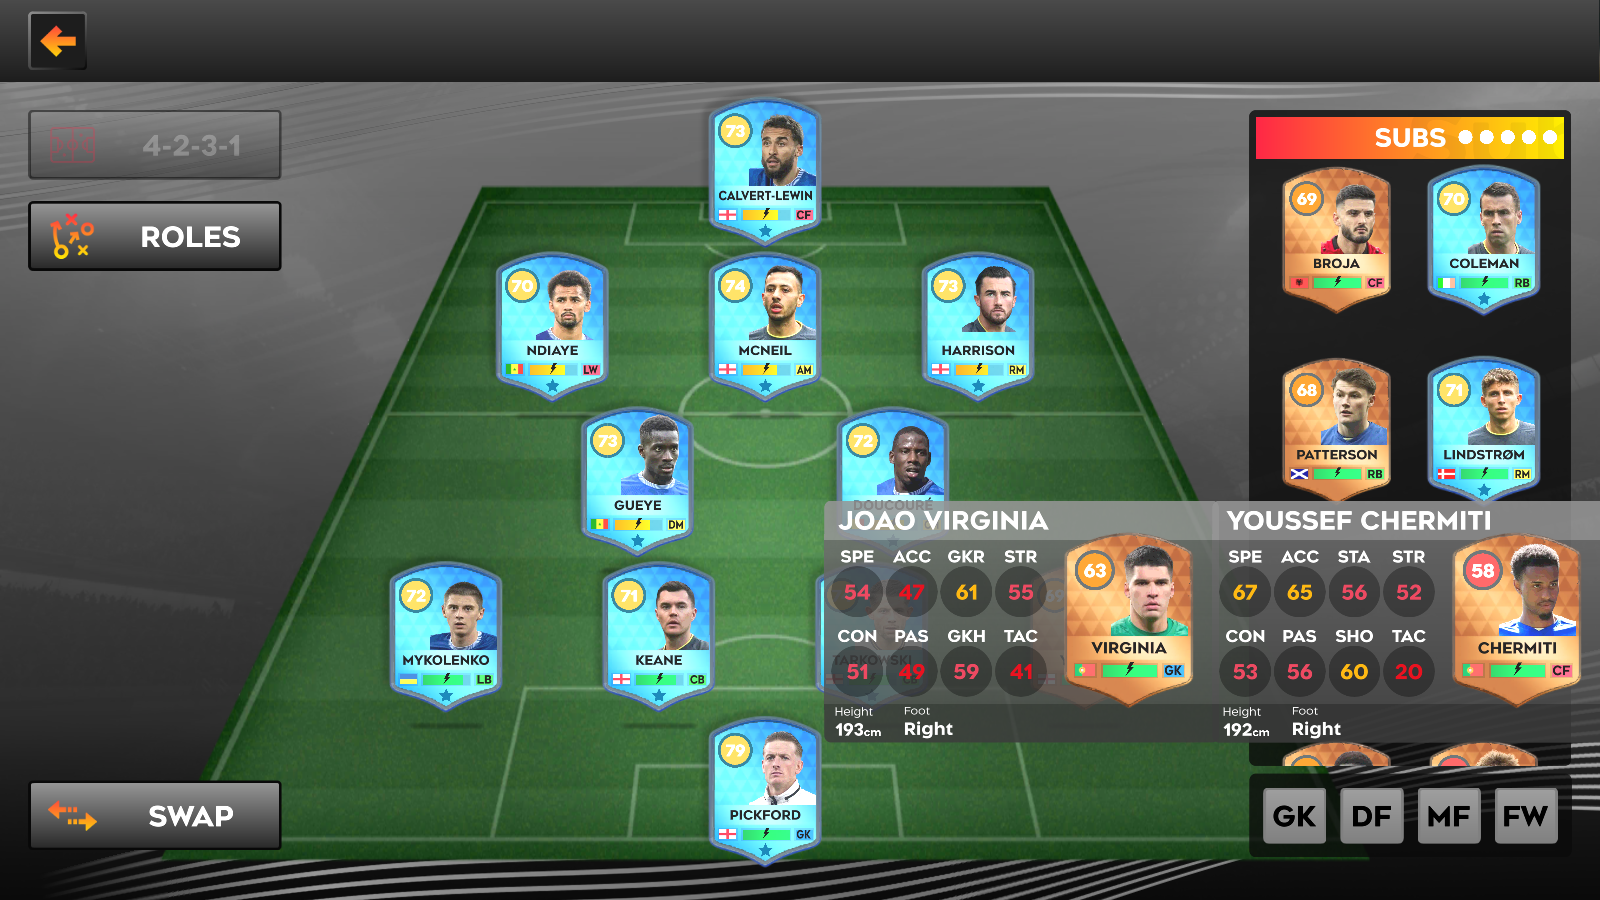 4-2-3-1
ROLES
SWAP
73
CALVERT-LEWIN
CF
70
NDIAYE
LW
74
MCNEIL
AM
73
HARRISON
RM
73
GUEYE
DM
72
DOUCOURÉ
72
MYKOLENKO
LB
71
KEANE
CB
TARKOWSKI
69
79
PICKFORD
GK
SUBS
69
BROJA
CF
70
COLEMAN
RB
68
PATTERSON
RB
71
LINDSTRØM
RM
JOAO VIRGINIA
SPE ACC GKR STR
54 47 61 55
CON PAS GKH TAC
51 49 59 41
Height Foot
193cm Right
63
VIRGINIA
GK
YOUSSEF CHERMITI
SPE ACC STA STR
67 65 56 52
CON PAS SHO TAC
53 56 60 20
Height Foot
192cm Right
58
CHERMITI
CF
GK DF MF FW